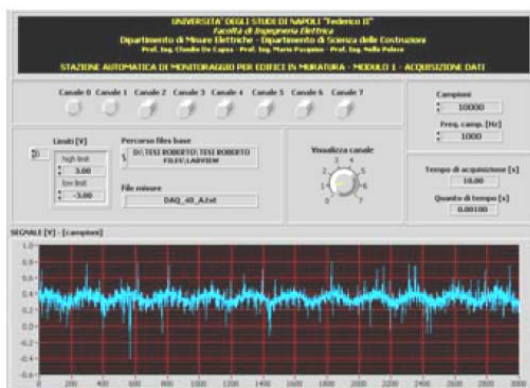 UNIVERSITA' DEGLI STUDI DI NAPOLI "Federico II"
Facoltà di Ingegneria Elettrica
Dipartimento di Misure Elettriche - Dipartimento di Scienza delle Costruzioni
Prof. Ing. Claudio De Capua - Prof. Ing. Mario Pasquino - Prof. Ing. Nello Polese
STAZIONE AUTOMATICA DI MONITORAGGIO PER EDIFICI IN MURATURA - MODULO 1 - ACQUISIZIONE DATI
Canale 0 Canale 1 Canale 2 Canale 3 Canale 4 Canale 5 Canale 6 Canale 7
Campioni
10000
Freq. camp. [Hz]
1000
Limiti [V]
0
high limit
3.00
low limit
-3.00
Percorso files base
D:\TESI ROBERTO\TESI ROBERTO
FILES\LABVIEW
File misure
DAQ_40_A.txt
Visualizza canale
0 1 2 3 4 5 6 7
Tempo di acquisizione [s]
10.00
Quanto di tempo [s]
0.00100
SEGNALE [V] - [campioni]
1.0
0.8
0.6
0.4
0.2
0.0
-0.2
-0.4
-0.6
0 200 400 600 800 1000 1200 1400 1600 1800 2000 2200 2400 2600 2800 3000